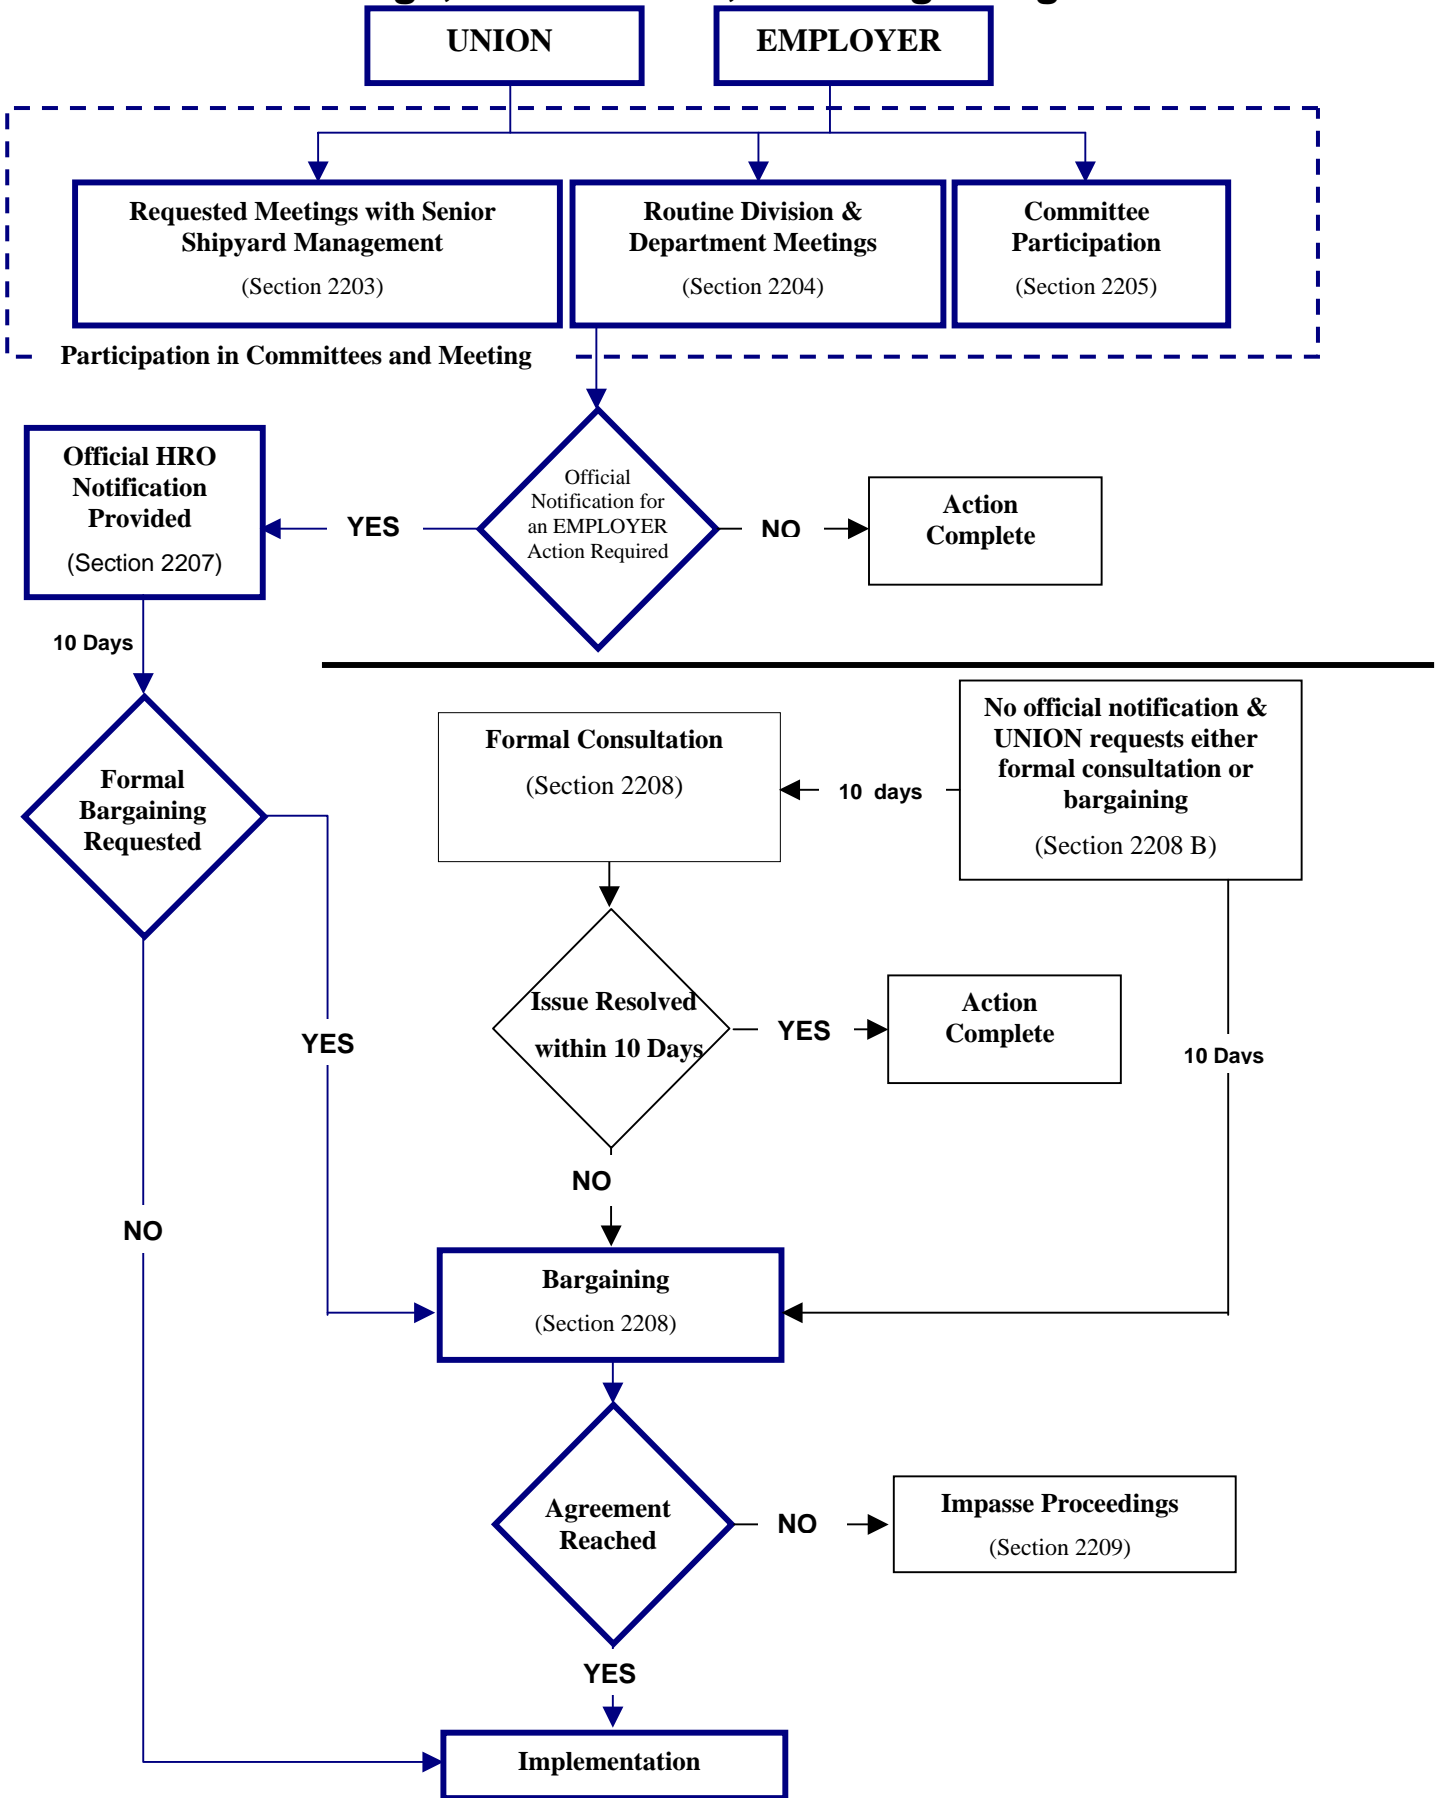 UNION
EMPLOYER
Requested Meetings with Senior
Shipyard Management
(Section 2203)
Routine Division &
Department Meetings
(Section 2204)
Committee
Participation
(Section 2205)
Participation in Committees and Meeting
Official
Notification for
an EMPLOYER
Action Required
YES
NO
Official HRO
Notification
Provided
(Section 2207)
Action
Complete
10 Days
Formal
Bargaining
Requested
Formal Consultation
(Section 2208)
10 days
No official notification &
UNION requests either
formal consultation or
bargaining
(Section 2208 B)
Issue Resolved
within 10 Days
YES
Action
Complete
10 Days
YES
NO
NO
Bargaining
(Section 2208)
Agreement
Reached
NO
Impasse Proceedings
(Section 2209)
YES
Implementation